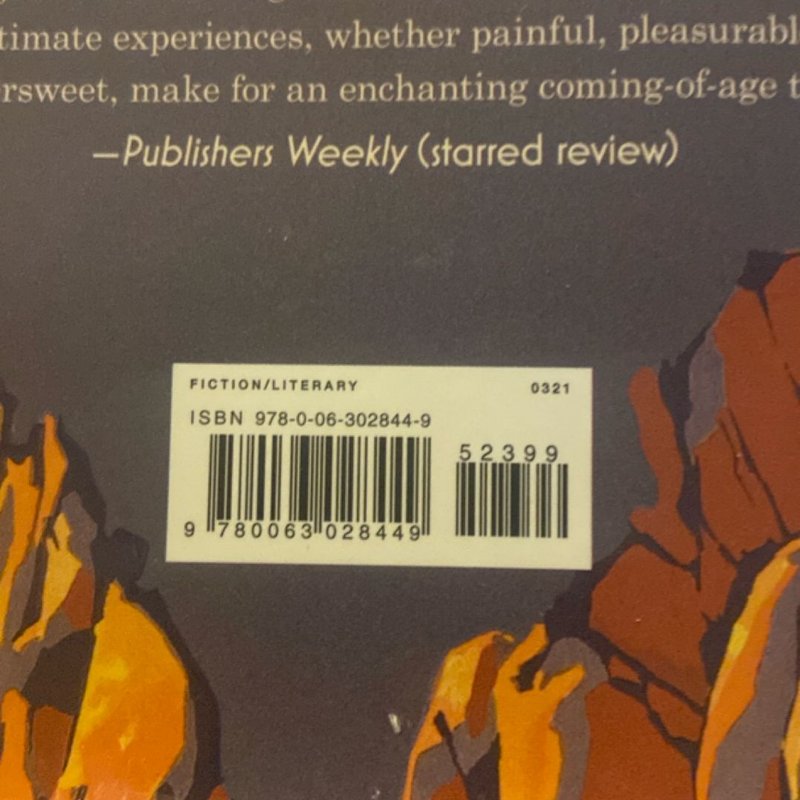 timate experiences, whether painful, pleasurabl
ersweet, make for an enchanting coming-of-age t
—Publishers Weekly (starred review)
FICTION/LITERARY 0321
ISBN 978-0-06-302844-9
52399
9 780063 028449